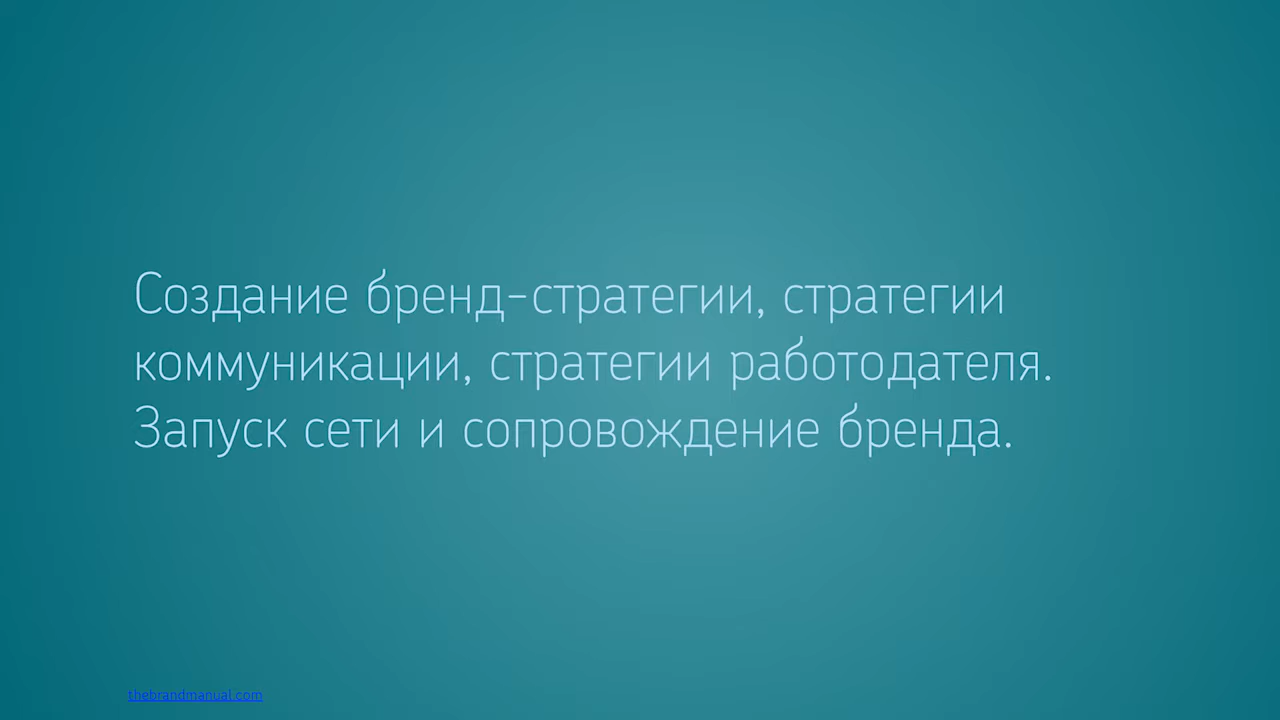 Создание бренд-стратегии, стратегии
коммуникации, стратегии работодателя.
Запуск сети и сопровождение бренда.
thebrandmanual.com